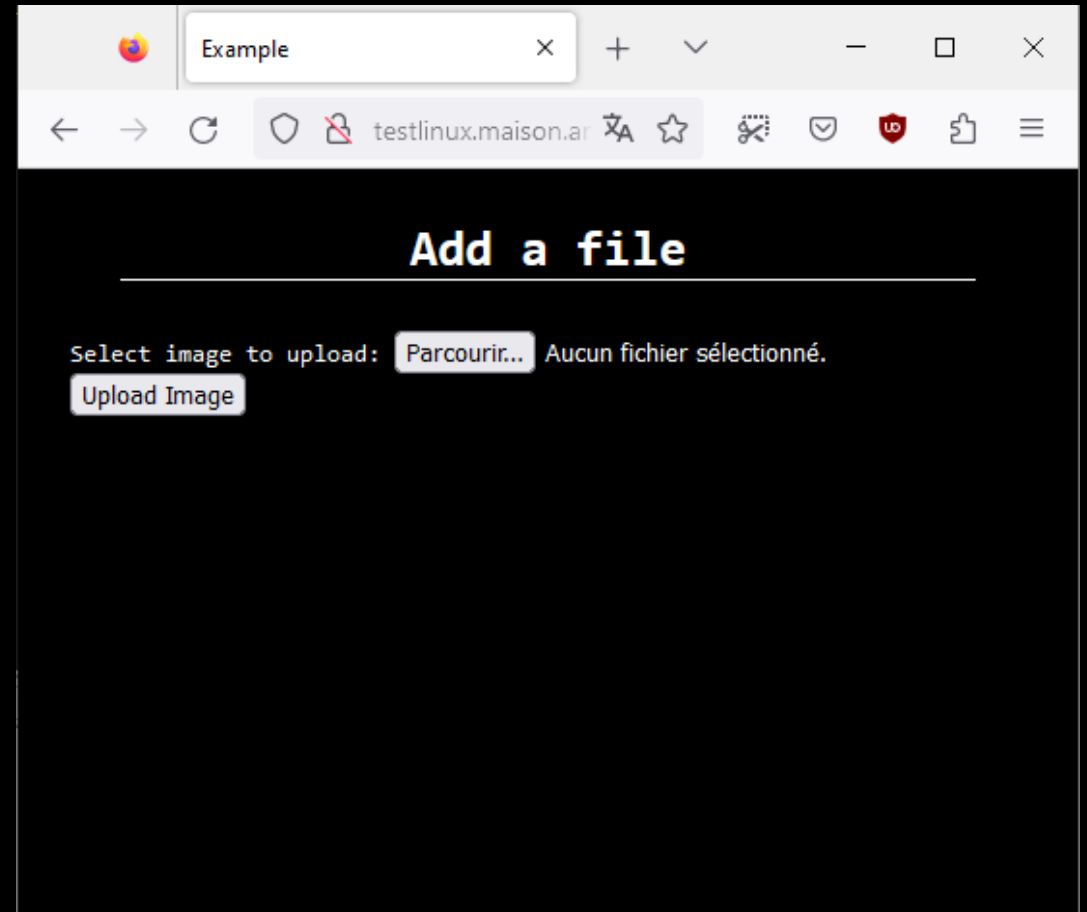 Example
testlinux.maison.ar
Add a file
Select image to upload: Parcourir... Aucun fichier sélectionné.
Upload Image